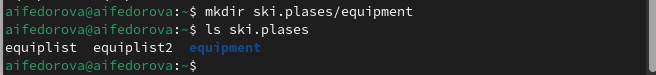 aifedorova@aifedorova:~$ mkdir ski.plases/equipment
aifedorova@aifedorova:~$ ls ski.plases
equiplist  equiplist2  equipment
aifedorova@aifedorova:~$